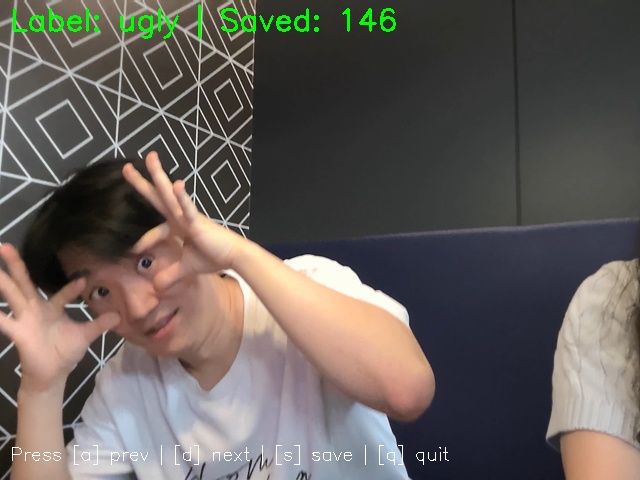 Label: ugly | Saved: 146
Press [a] prev | [d] next | [s] save | [q] quit